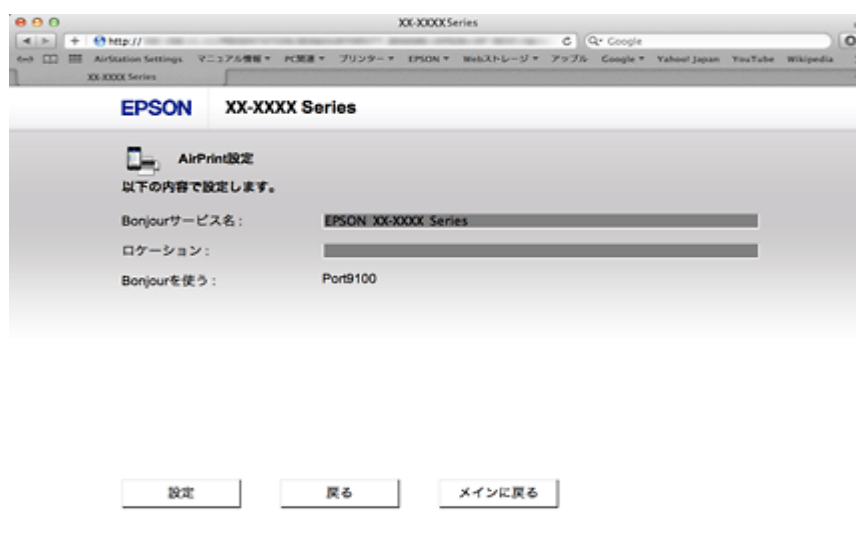 XX-XXXX Series
http://
Google
AirStation Settings マニュアル情報 PC関連 プリンター EPSON Webストレージ アップル Google Yahoo! Japan YouTube Wikipedia
XX-XXXX Series
EPSON XX-XXXX Series
AirPrint設定
以下の内容で設定します。
Bonjourサービス名 : EPSON XX-XXXX Series
ロケーション :
Bonjourを使う : Port9100
設定 戻る メインに戻る